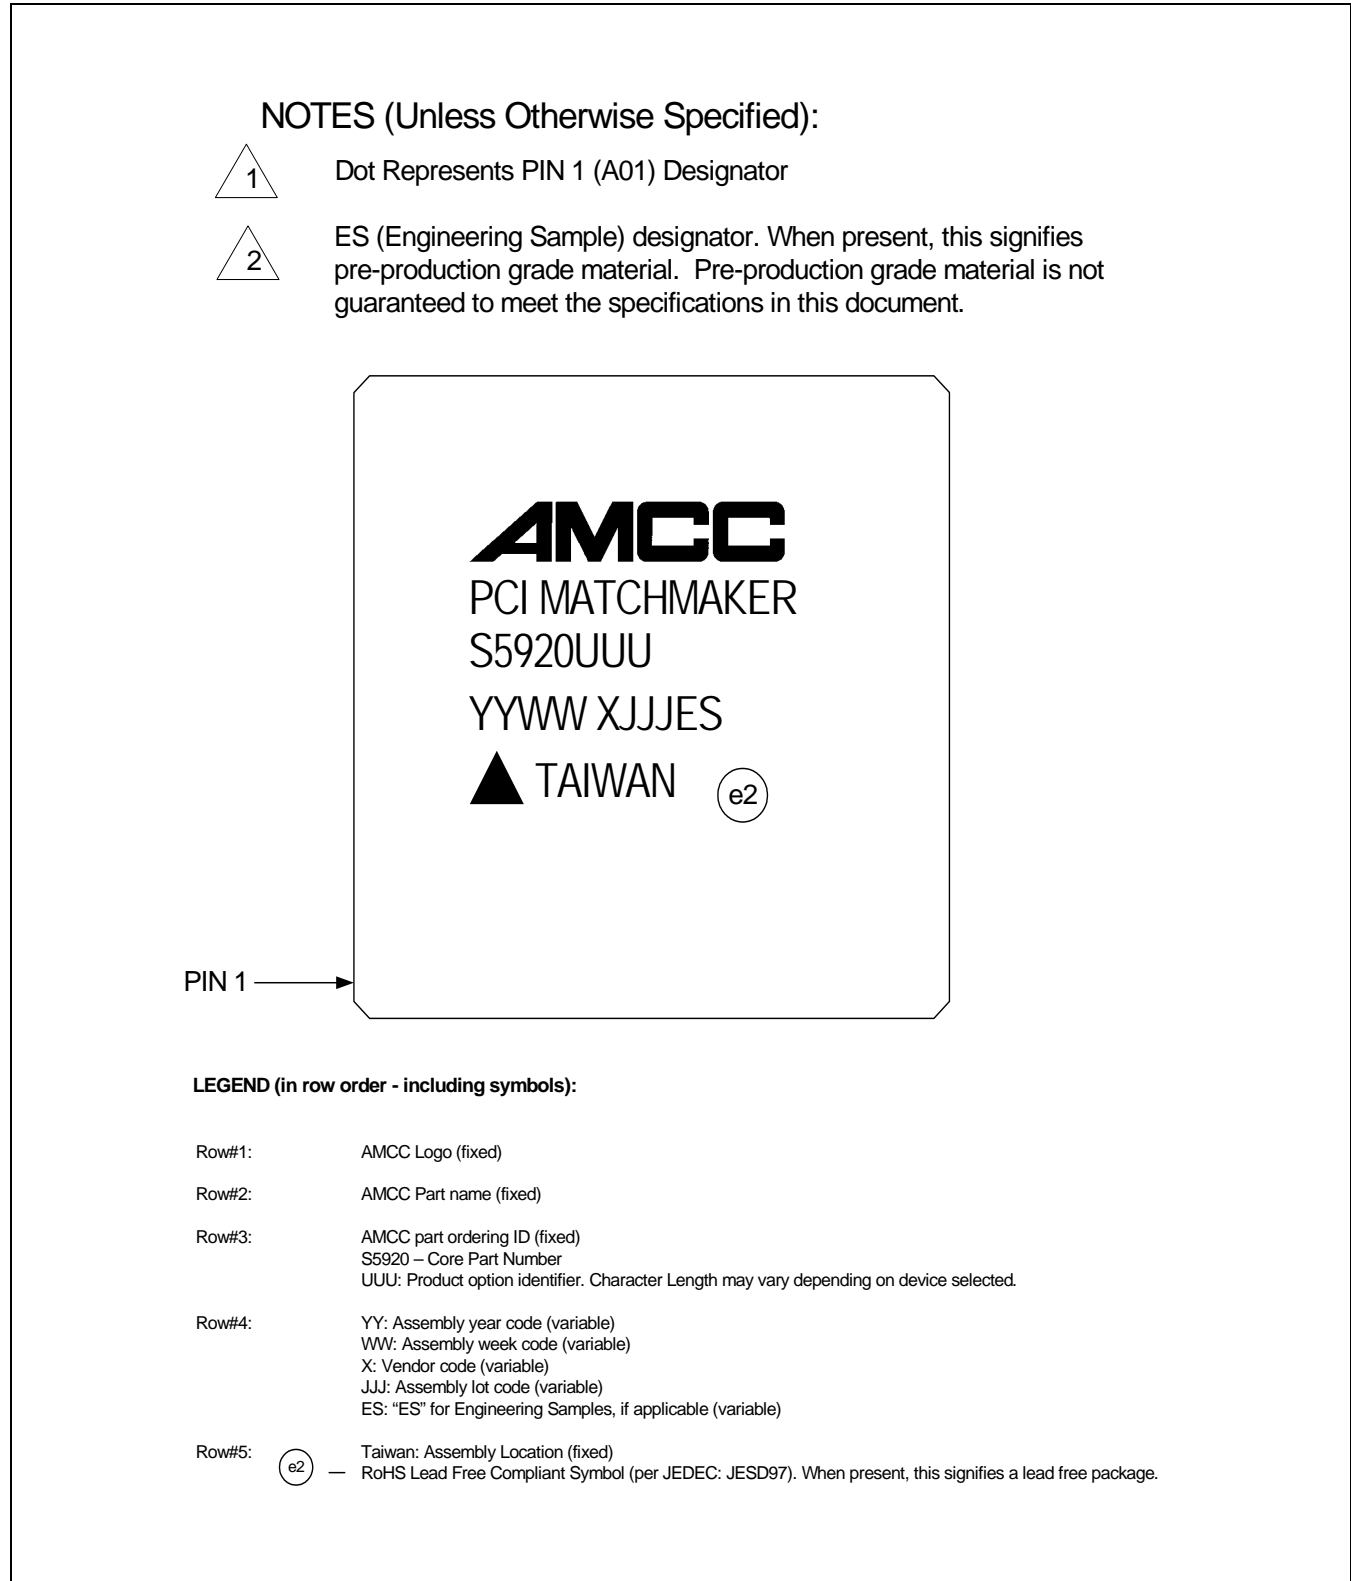 NOTES (Unless Otherwise Specified):
1 Dot Represents PIN 1 (A01) Designator
2 ES (Engineering Sample) designator. When present, this signifies
pre-production grade material. Pre-production grade material is not
guaranteed to meet the specifications in this document.
AMCC
PCI MATCHMAKER
S5920UUU
YYWW XJJJES
TAIWAN e2
PIN 1
LEGEND (in row order - including symbols):
Row#1: AMCC Logo (fixed)
Row#2: AMCC Part name (fixed)
Row#3: AMCC part ordering ID (fixed)
S5920 – Core Part Number
UUU: Product option identifier. Character Length may vary depending on device selected.
Row#4: YY: Assembly year code (variable)
WW: Assembly week code (variable)
X: Vendor code (variable)
JJJ: Assembly lot code (variable)
ES: “ES” for Engineering Samples, if applicable (variable)
Row#5: Taiwan: Assembly Location (fixed)
e2 — RoHS Lead Free Compliant Symbol (per JEDEC: JESD97). When present, this signifies a lead free package.